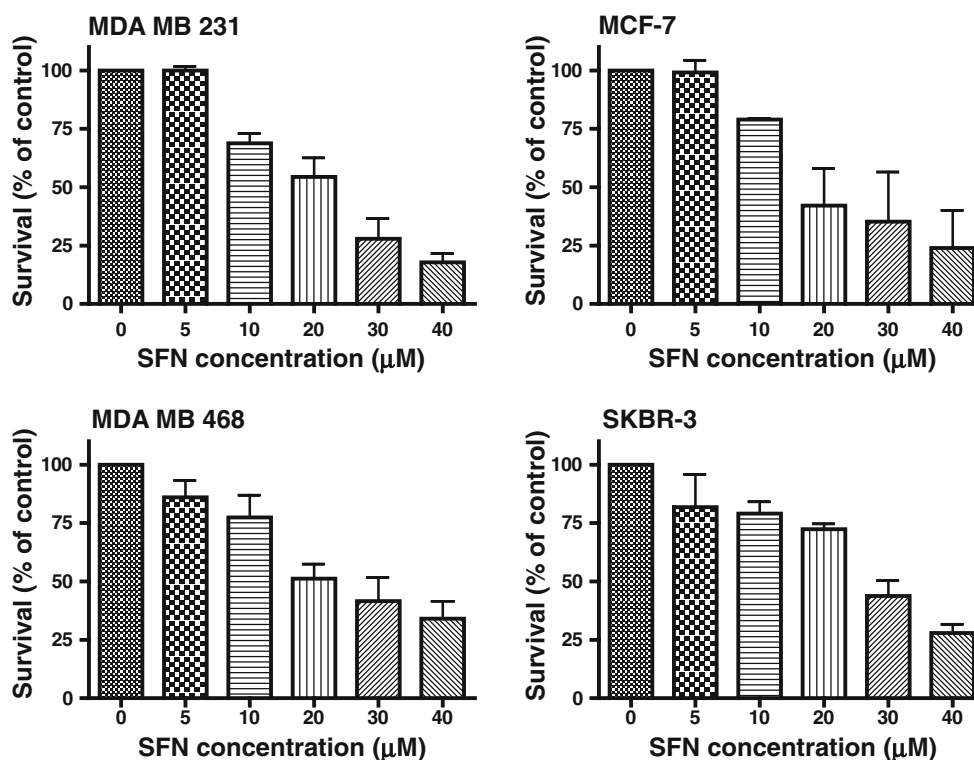 MDA MB 231
Survival (% of control)
100
75
50
25
0
0 5 10 20 30 40
SFN concentration (μM)
MCF-7
Survival (% of control)
100
75
50
25
0
0 5 10 20 30 40
SFN concentration (μM)
MDA MB 468
Survival (% of control)
100
75
50
25
0
0 5 10 20 30 40
SFN concentration (μM)
SKBR-3
Survival (% of control)
100
75
50
25
0
0 5 10 20 30 40
SFN concentration (μM)